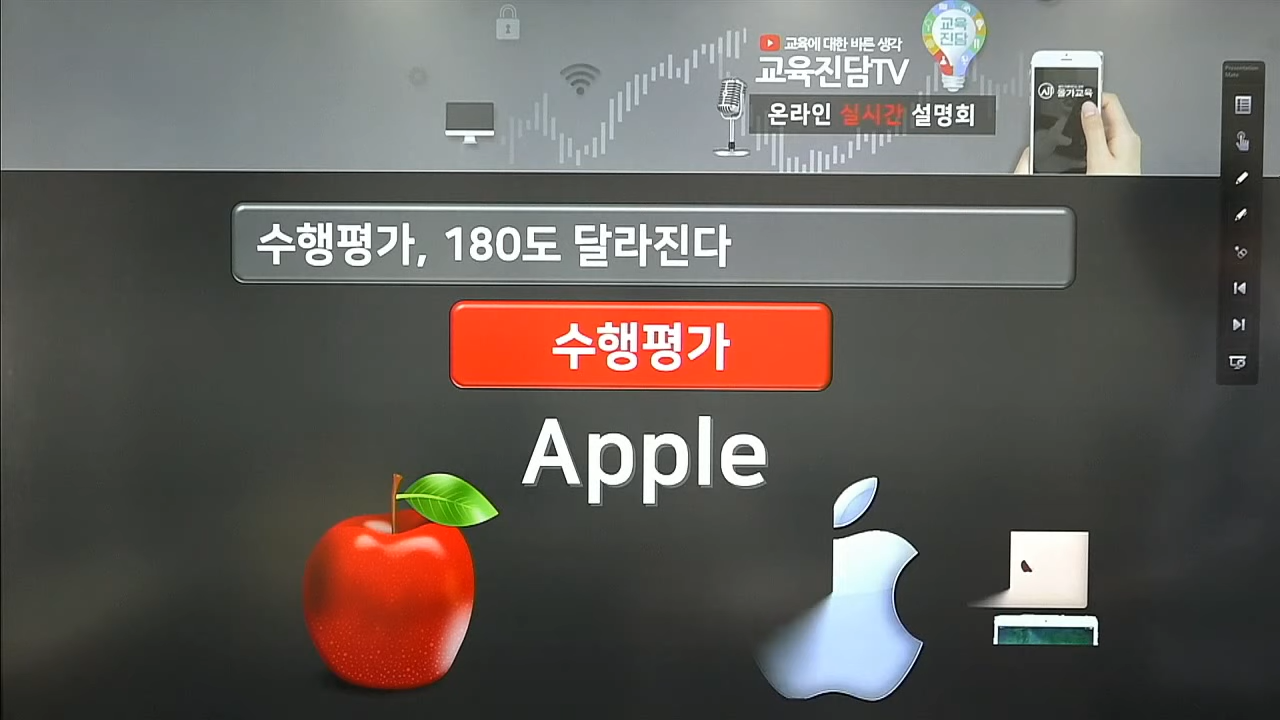 교육에 대한 바른 생각
교육진담TV
교육
진담
온라인 실시간 설명회
Presentation
Mate
수행평가, 180도 달라진다
수행평가
Apple